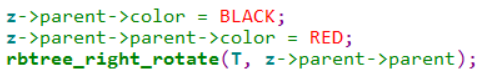 z->parent->color = BLACK;
z->parent->parent->color = RED;
rbtree_right_rotate(T, z->parent->parent);